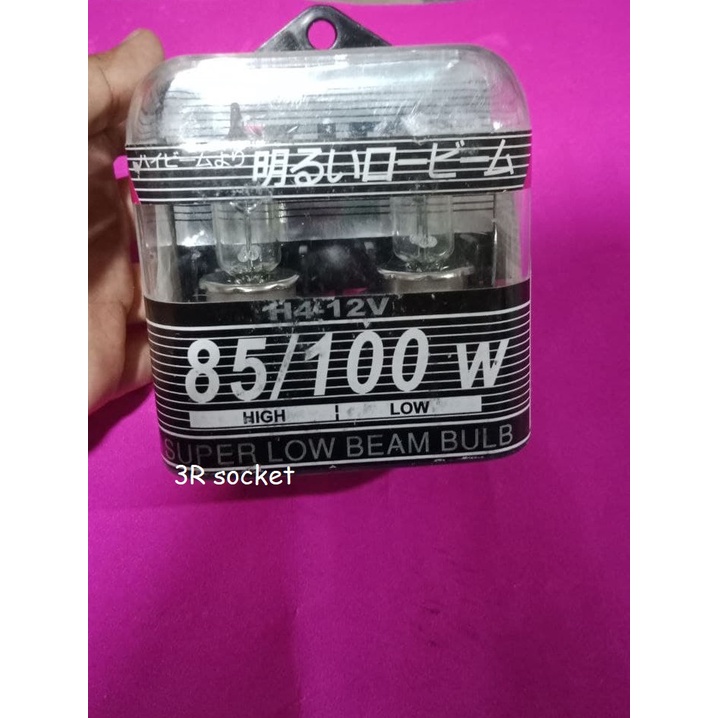 ハイビームより 明るいロービーム
H4 12V
85/100 W
HIGH LOW
SUPER LOW BEAM BULB
3R socket